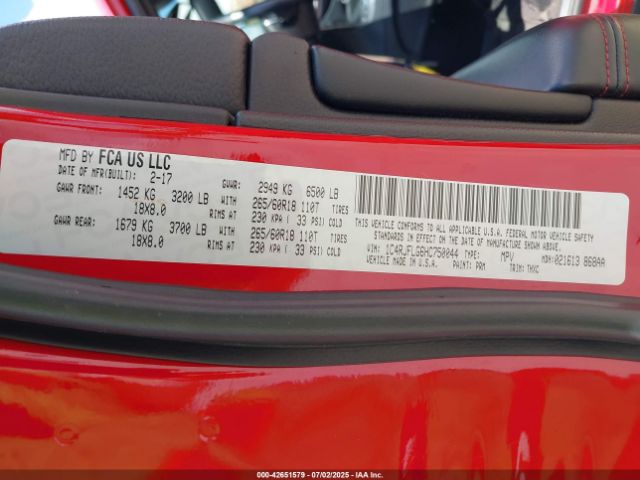 MFD BY FCA US LLC
DATE OF MFR(BUILT): 2-17 GVWR: 2949 KG 6500 LB
GAWR FRONT: 1452 KG 3200 LB WITH 265/60R18 110T TIRES
18X8.0 RIMS AT 230 KPA ( 33 PSI) COLD
GAWR REAR: 1679 KG 3700 LB WITH 265/60R18 110T TIRES
18X8.0 RIMS AT 230 KPA ( 33 PSI) COLD
THIS VEHICLE CONFORMS TO ALL APPLICABLE U.S.A. FEDERAL MOTOR VEHICLE SAFETY
STANDARDS IN EFFECT ON THE DATE OF MANUFACTURE SHOWN ABOVE.
VIN: 1C4RJFLG6HC750044 TYPE: MPV MDH: 021613 868AA
VEHICLE MADE IN U.S.A. PAINT: PRM TRIM: THXC
000-42651579 - 07/02/2025 - IAA Inc.